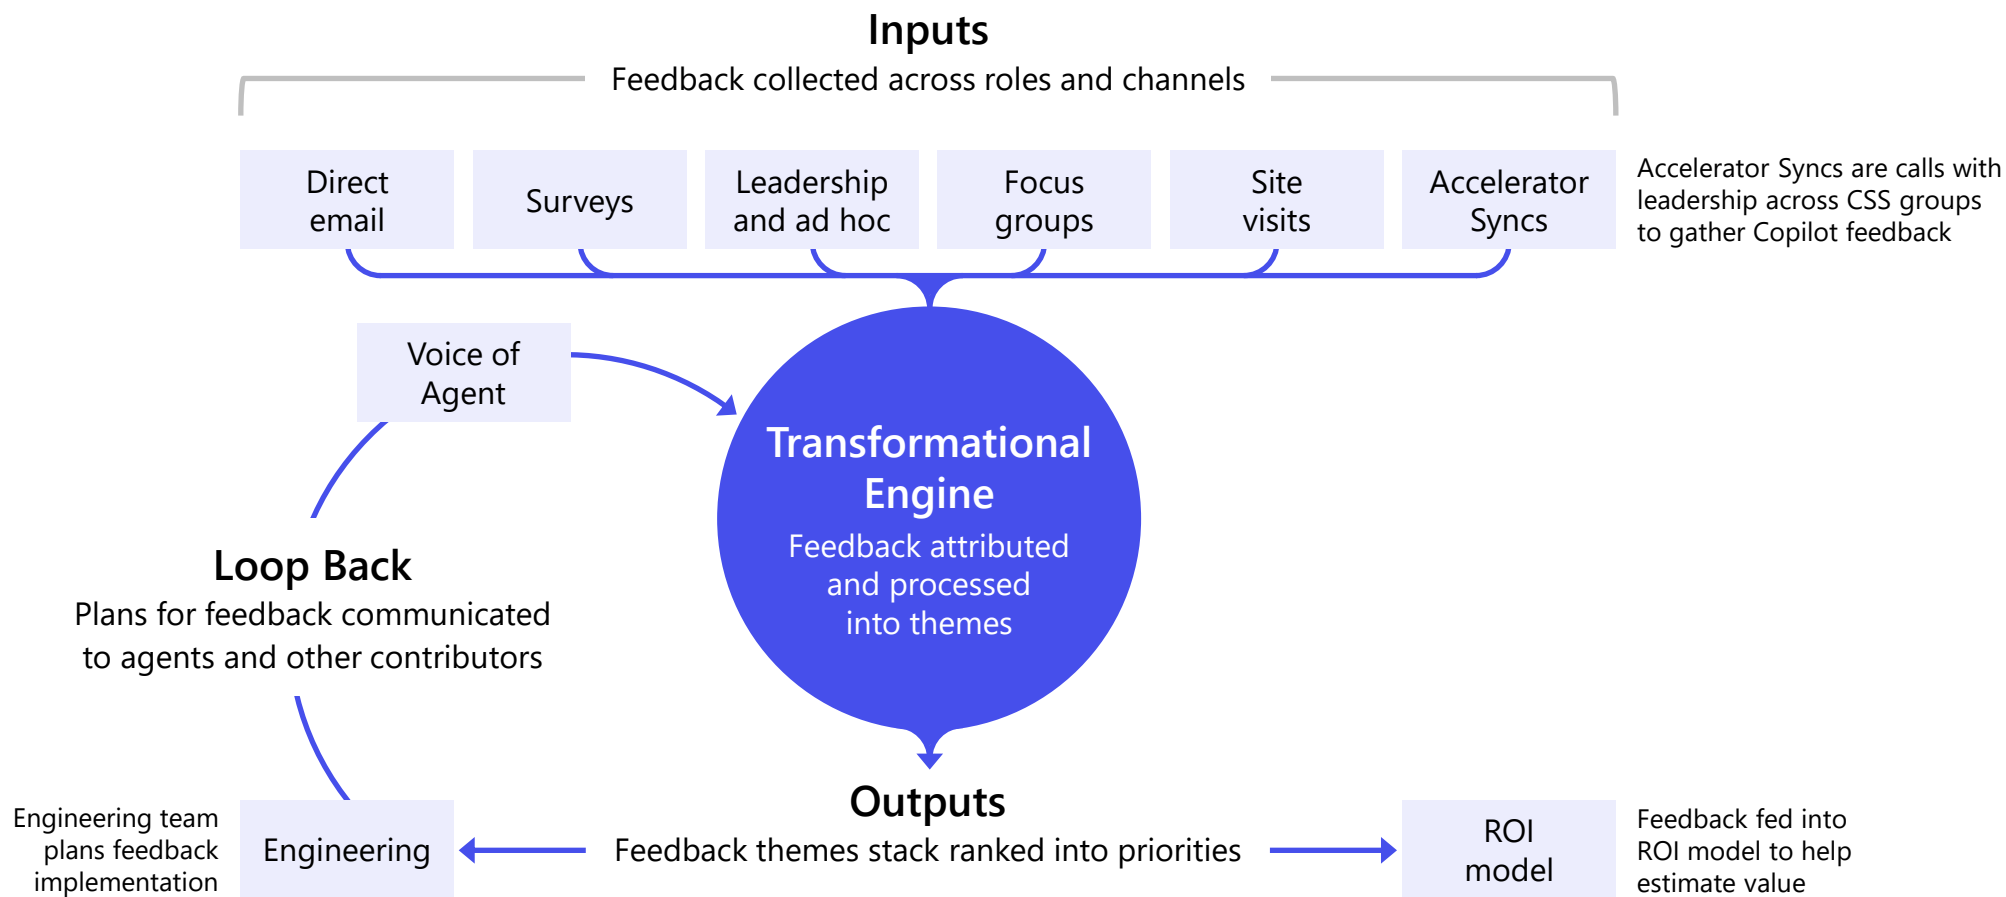 Inputs
Feedback collected across roles and channels
Direct
email
Surveys
Leadership
and ad hoc
Focus
groups
Site
visits
Accelerator
Syncs
Accelerator Syncs are calls with
leadership across CSS groups
to gather Copilot feedback
Voice of
Agent
Transformational
Engine
Feedback attributed
and processed
into themes
Loop Back
Plans for feedback communicated
to agents and other contributors
Outputs
Feedback themes stack ranked into priorities
Engineering team
plans feedback
implementation
Engineering
ROI
model
Feedback fed into
ROI model to help
estimate value